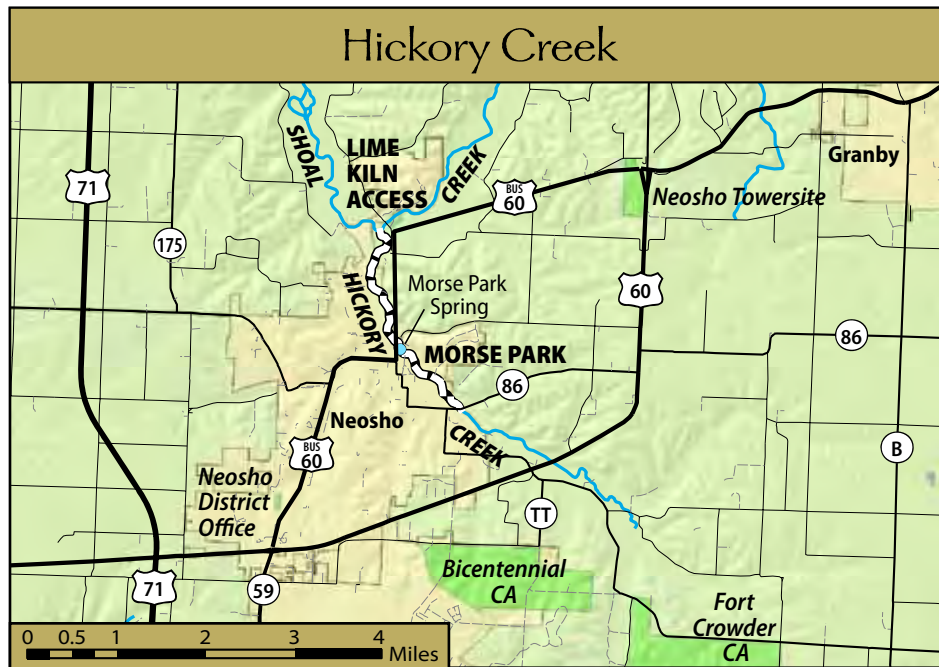 Hickory Creek
SHOAL
LIME
KILN
ACCESS
CREEK
BUS
60
Granby
Neosho Towersite
71
175
HICKORY
Morse Park
Spring
60
MORSE PARK
86
86
Neosho
BUS
60
CREEK
B
Neosho
District
Office
TT
Bicentennial
CA
71
59
Fort
Crowder
CA
0 0.5 1 2 3 4
Miles